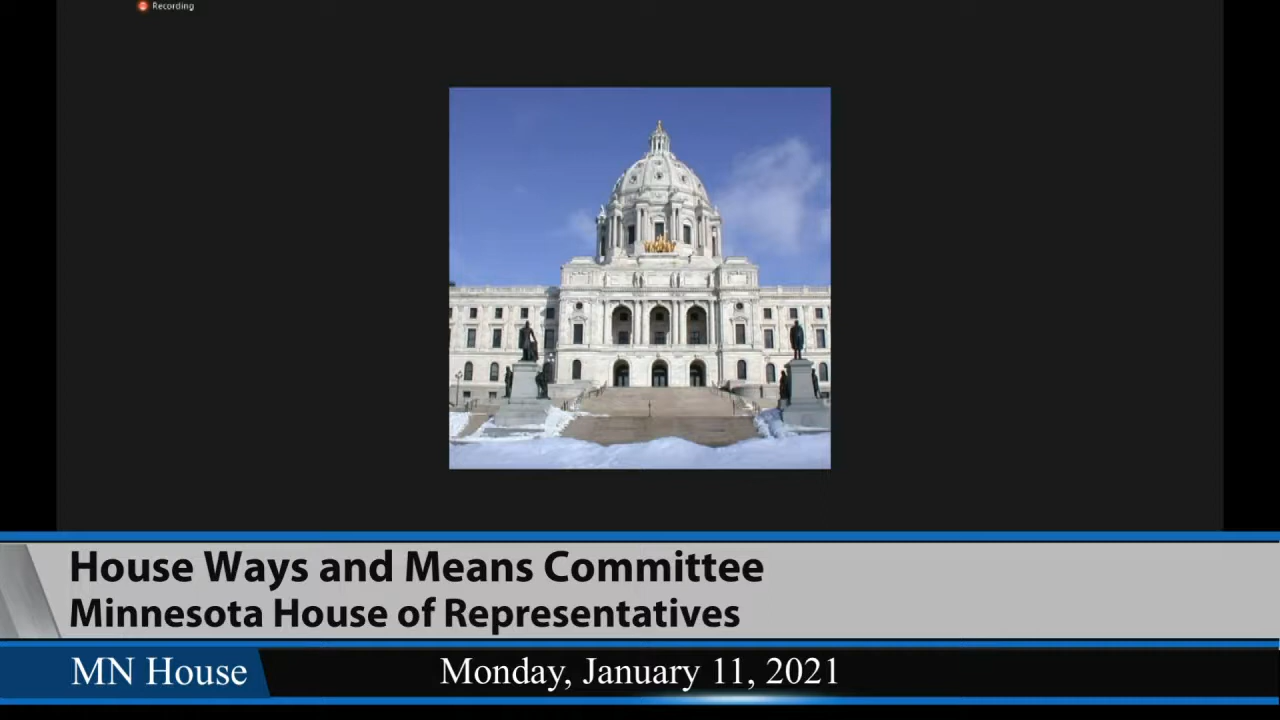 Recording
House Ways and Means Committee
Minnesota House of Representatives
MN House
Monday, January 11, 2021